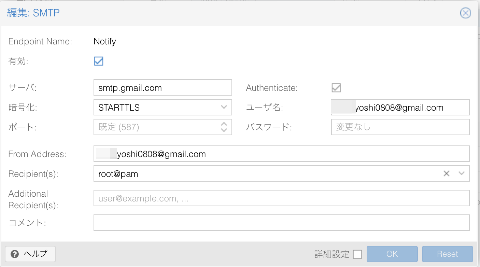 編集: SMTP
Endpoint Name: Notify
有効:
サーバ: smtp.gmail.com Authenticate:
暗号化: STARTTLS ユーザ名 yoshi0808@gmail.com
ポート: 既定 (587) パスワード: 変更なし
From Address: yoshi0808@gmail.com
Recipient(s): root@pam
Additional Recipient(s): user@example.com, ...
コメント:
ヘルプ 詳細設定 OK Reset